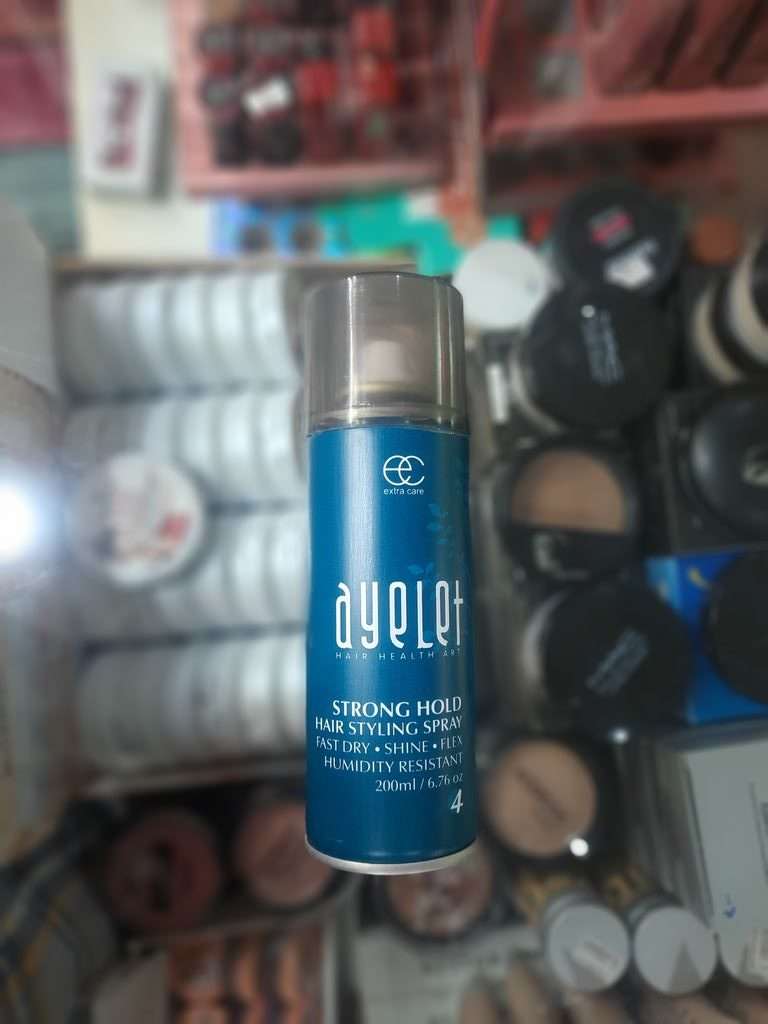 ec
extra care
ayelet
HAIR HEALTH ART
STRONG HOLD
HAIR STYLING SPRAY
FAST DRY • SHINE • FLEX
HUMIDITY RESISTANT
200ml / 6.76 oz
4